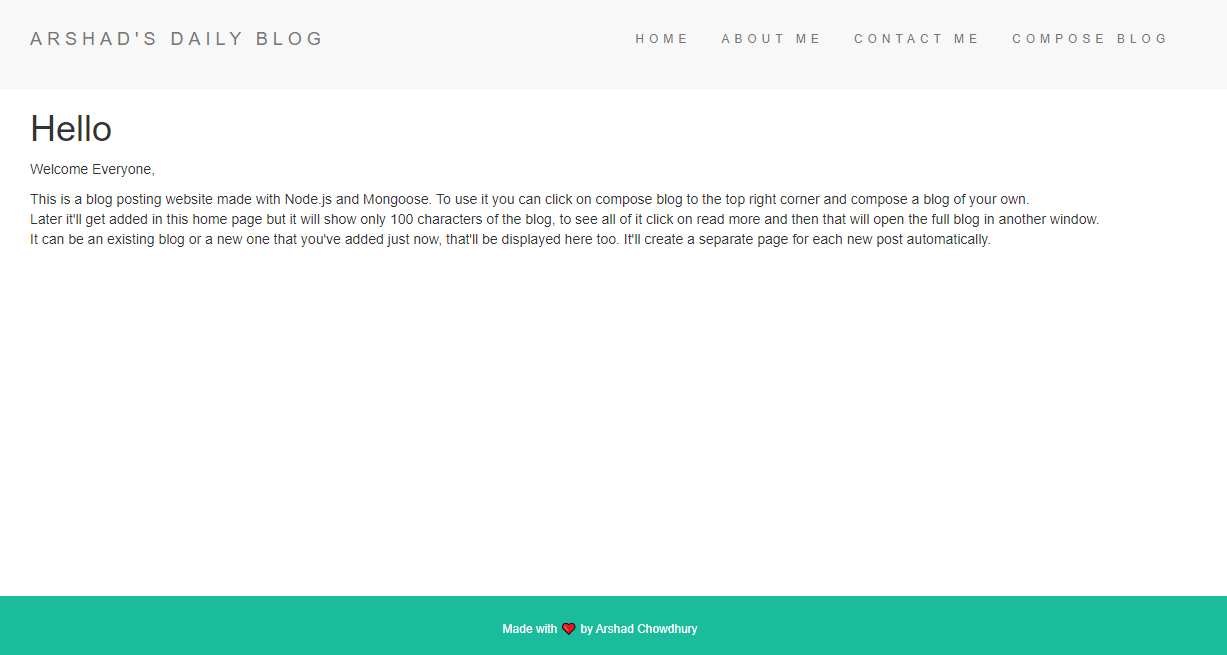 ARSHAD'S DAILY BLOG
HOME ABOUT ME CONTACT ME COMPOSE BLOG
Hello
Welcome Everyone,
This is a blog posting website made with Node.js and Mongoose. To use it you can click on compose blog to the top right corner and compose a blog of your own.
Later it'll get added in this home page but it will show only 100 characters of the blog, to see all of it click on read more and then that will open the full blog in another window.
It can be an existing blog or a new one that you've added just now, that'll be displayed here too. It'll create a separate page for each new post automatically.
Made with ❤ by Arshad Chowdhury